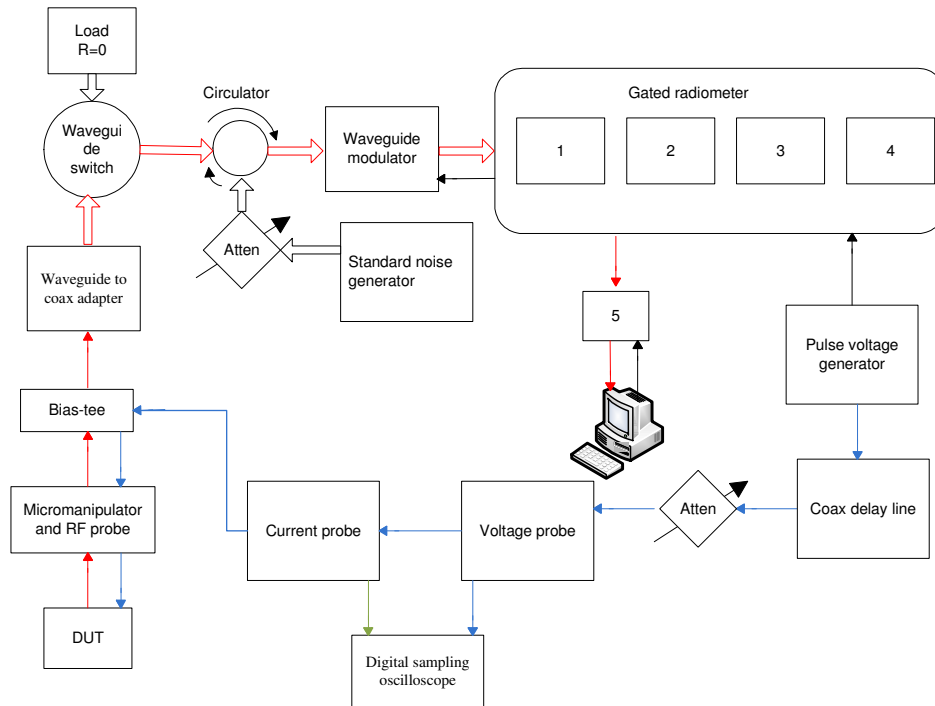 Load
R=0
Circulator
Gated radiometer
Wavegui
de
switch
Waveguide
modulator
1
2
3
4
Atten
Standard noise
generator
Waveguide to
coax adapter
5
Pulse voltage
generator
Bias-tee
Micromanipulator
and RF probe
Current probe
Voltage probe
Atten
Coax delay line
DUT
Digital sampling
oscilloscope